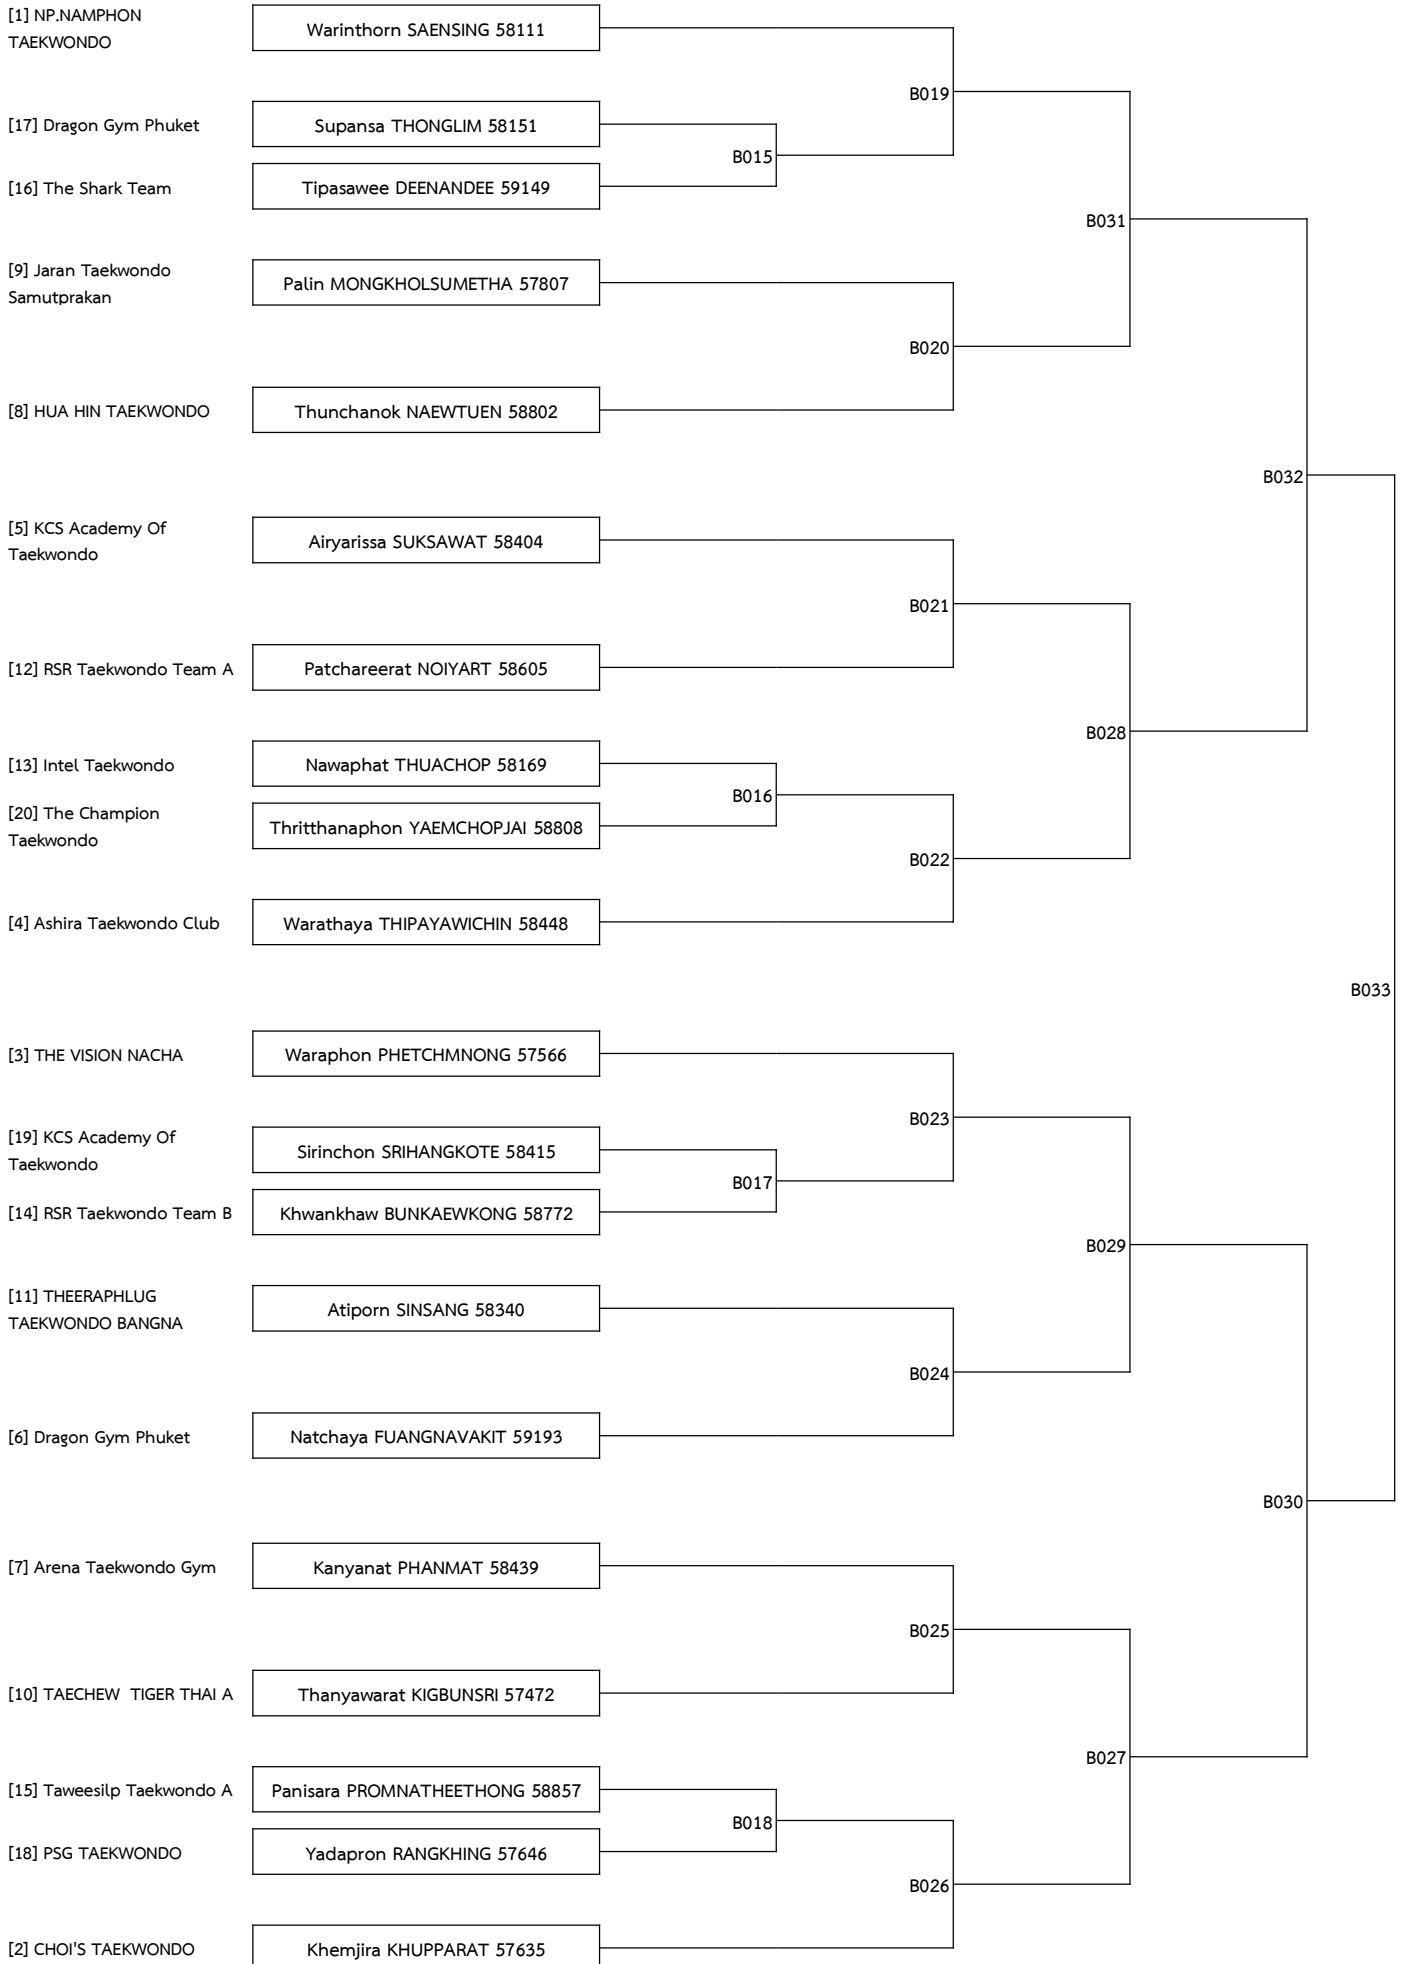 [1] NP.NAMPHON
TAEKWONDO
Warinthorn SAENSING 58111
B019
[17] Dragon Gym Phuket
Supansa THONGLIM 58151
B015
[16] The Shark Team
Tipasawee DEENANDEE 59149
B031
[9] Jaran Taekwondo
Samutprakan
Palin MONGKHOLSUMETHA 57807
B020
[8] HUA HIN TAEKWONDO
Thunchanok NAEWTUEN 58802
B032
[5] KCS Academy Of
Taekwondo
Airyarissa SUKSAWAT 58404
B021
[12] RSR Taekwondo Team A
Patchareerat NOIYART 58605
B028
[13] Intel Taekwondo
Nawaphat THUACHOP 58169
B016
[20] The Champion
Taekwondo
Thritthanaphon YAEMCHOPJAI 58808
B022
[4] Ashira Taekwondo Club
Warathaya THIPAYAWICHIN 58448
B033
[3] THE VISION NACHA
Waraphon PHETCHMNONG 57566
B023
[19] KCS Academy Of
Taekwondo
Sirinchon SRIHANGKOTE 58415
B017
[14] RSR Taekwondo Team B
Khwankhaw BUNKAEWKONG 58772
B029
[11] THEERAPHLUG
TAEKWONDO BANGNA
Atiporn SINSANG 58340
B024
[6] Dragon Gym Phuket
Natchaya FUANGNAVAKIT 59193
B030
[7] Arena Taekwondo Gym
Kanyanat PHANMAT 58439
B025
[10] TAECHEW  TIGER THAI A
Thanyawarat KIGBUNSRI 57472
B027
[15] Taweesilp Taekwondo A
Panisara PROMNATHEETHONG 58857
B018
[18] PSG TAEKWONDO
Yadapron RANGKHING 57646
B026
[2] CHOI'S TAEKWONDO
Khemjira KHUPPARAT 57635